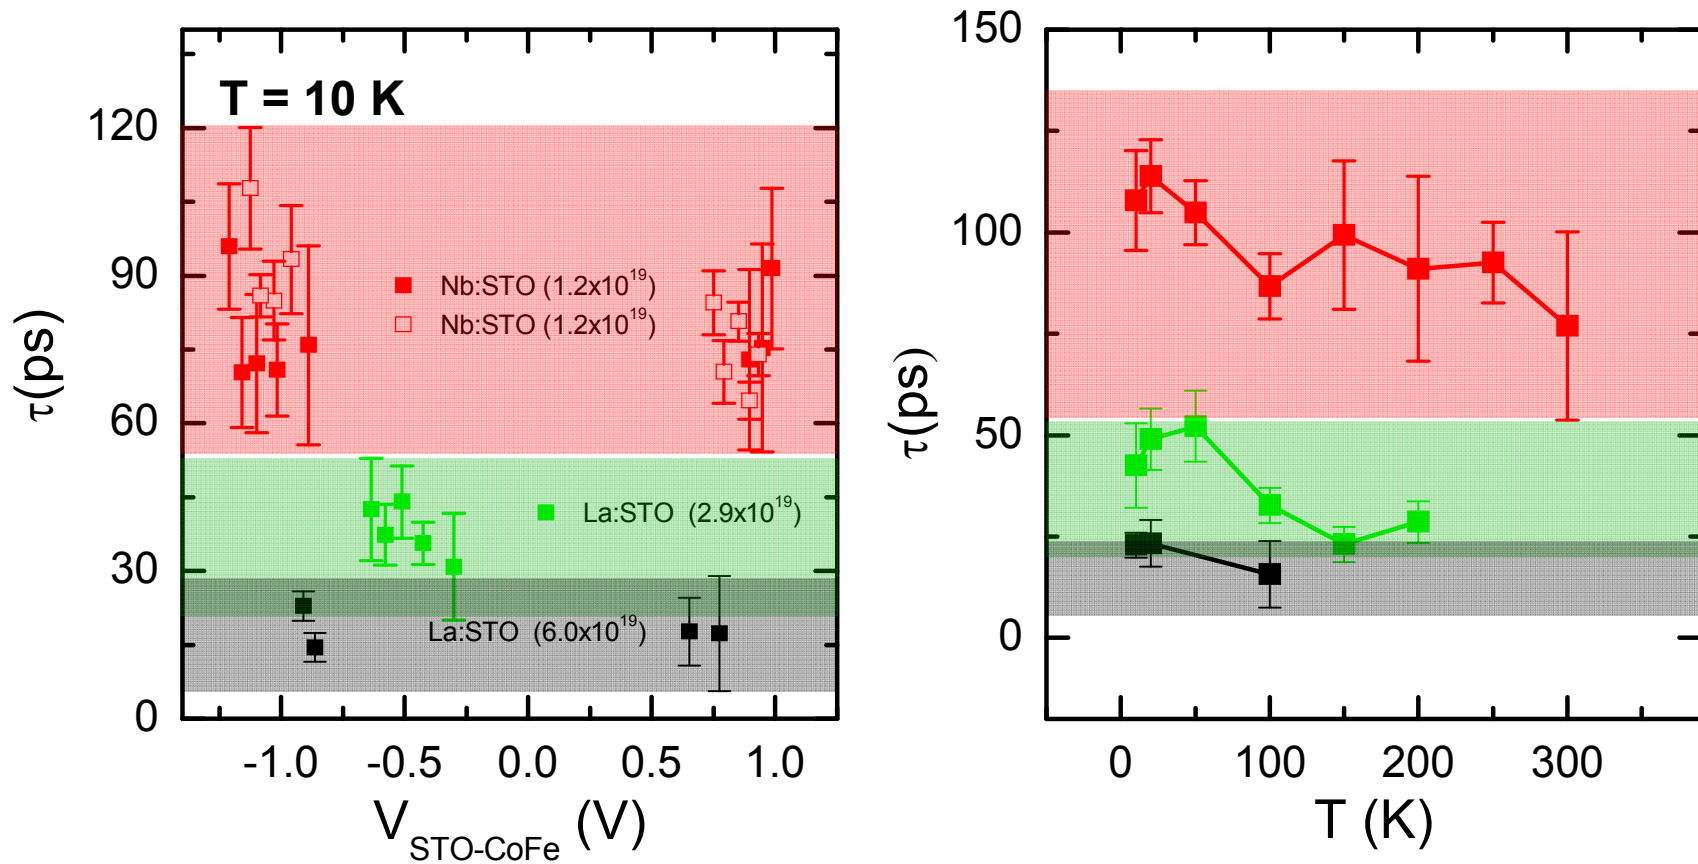 T = 10 K
120
90
60
30
0
τ(ps)
Nb:STO (1.2x10¹⁹)
Nb:STO (1.2x10¹⁹)
La:STO (2.9x10¹⁹)
La:STO (6.0x10¹⁹)
-1.0 -0.5 0.0 0.5 1.0
V_STO-CoFe (V)
150
100
50
0
τ(ps)
0 100 200 300
T (K)